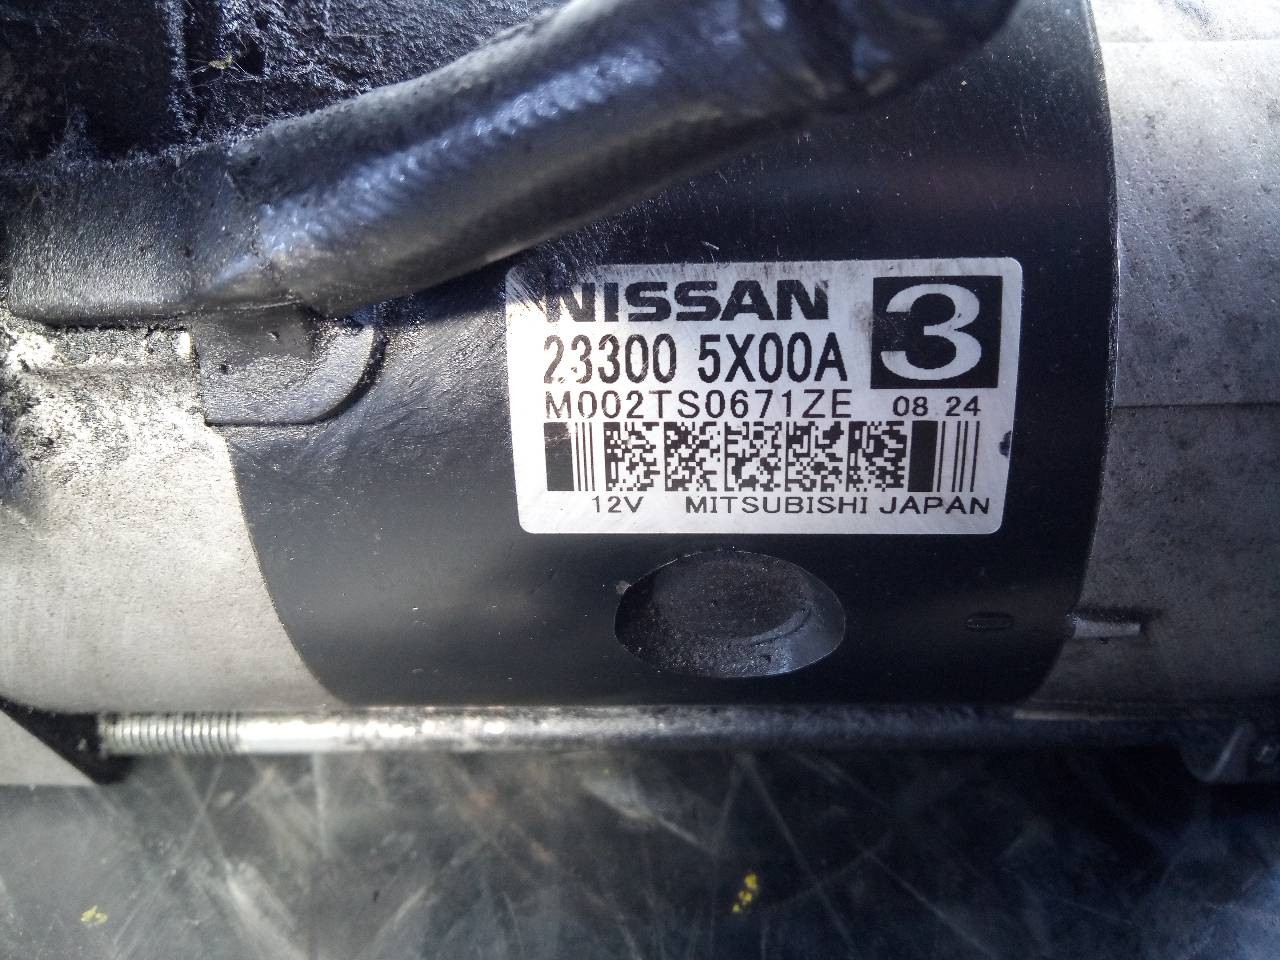 NISSAN 3
23300 5X00A
M002TS0671ZE 08 24
12V MITSUBISHI JAPAN